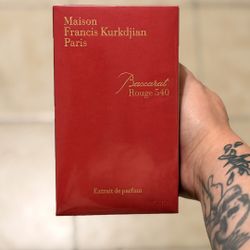 Maison
Francis Kurkdjian
Paris
Baccarat
Rouge 540
Extrait de parfum